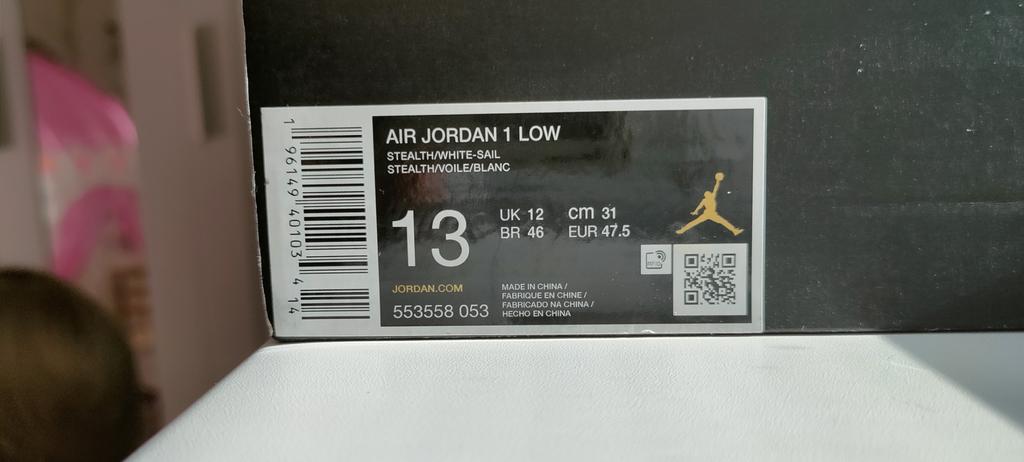 AIR JORDAN 1 LOW
STEALTH/WHITE-SAIL
STEALTH/VOILE/BLANC
13
UK 12 cm 31
BR 46 EUR 47.5
JORDAN.COM
553558 053
MADE IN CHINA /
FABRIQUE EN CHINE /
FABRICADO NA CHINA /
HECHO EN CHINA
1 96149 40103 4 14